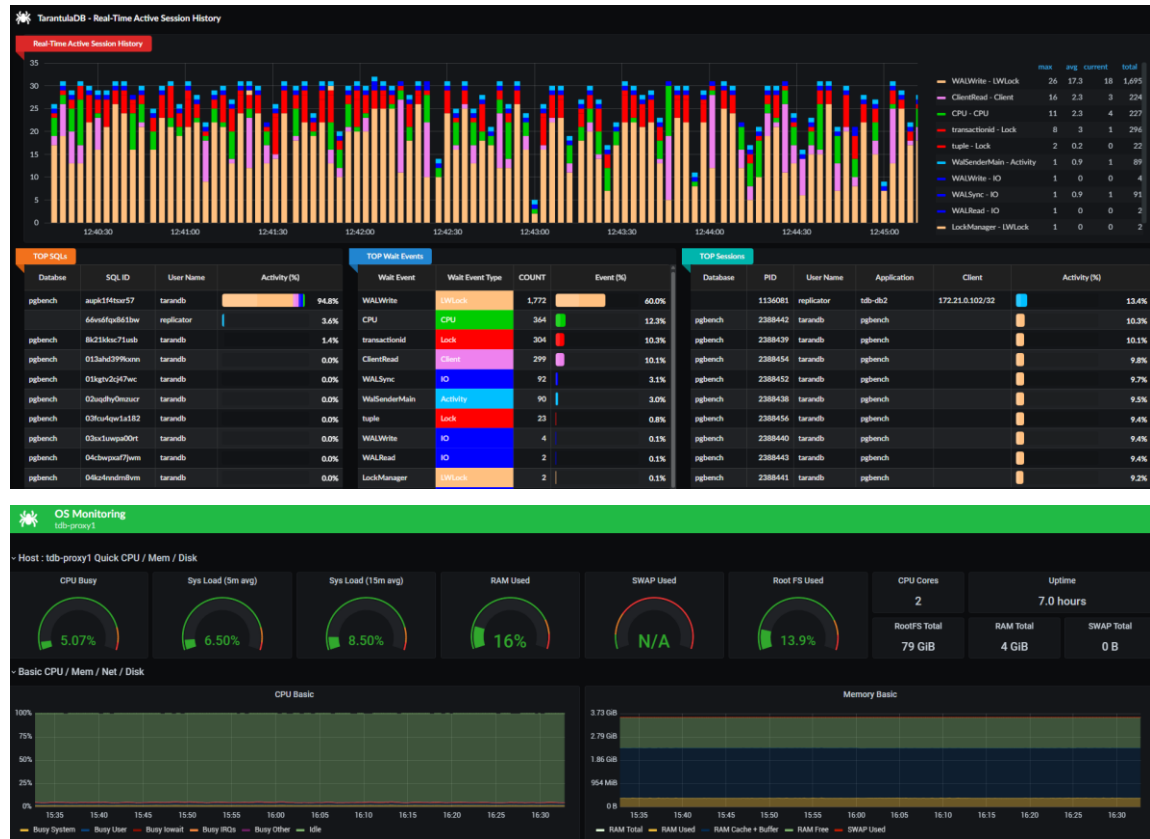 TarantulaDB - Real-Time Active Session History
Real-Time Active Session History
35
30
25
20
15
10
5
0
12:40:30 12:41:00 12:41:30 12:42:00 12:42:30 12:43:00 12:43:30 12:44:00 12:44:30 12:45:00
max avg current total
WALWrite - LWLock 26 17.3 18 1,695
ClientRead - Client 16 2.3 3 224
CPU - CPU 11 2.3 4 227
transactionid - Lock 8 3 1 296
tuple - Lock 2 0.2 0 22
WalSenderMain - Activity 1 0.9 1 89
WALWrite - IO 1 0 0 4
WALSync - IO 1 0.9 1 91
WALRead - IO 1 0 0 2
LockManager - LWLock 1 0 0 2
TOP SQLs
Databse SQL ID User Name Activity (%)
pgbench aupk1f4tsxr57 tarandb 94.8%
66vs6fqx861bw replicator 3.6%
pgbench 8k21kksc71usb tarandb 1.4%
pgbench 013ahd399kxnn tarandb 0.0%
pgbench 01kgtv2cj47wc tarandb 0.0%
pgbench 02uqdhy0mzucr tarandb 0.0%
pgbench 03fcu4qw1a182 tarandb 0.0%
pgbench 03sx1uwpa00rt tarandb 0.0%
pgbench 04cbwpxaf7jwm tarandb 0.0%
pgbench 04kz4nndrn8vm tarandb 0.0%
TOP Wait Events
Wait Event Wait Event Type COUNT Event (%)
WALWrite LWLock 1,772 60.0%
CPU CPU 364 12.3%
transactionid Lock 304 10.3%
ClientRead Client 299 10.1%
WALSync IO 92 3.1%
WalSenderMain Activity 90 3.0%
tuple Lock 23 0.8%
WALWrite IO 4 0.1%
WALRead IO 2 0.1%
LockManager LWLock 2 0.1%
TOP Sessions
Database PID User Name Application Client Activity (%)
1136081 replicator tdb-db2 172.21.0.102/32 13.4%
pgbench 2388442 tarandb pgbench 10.3%
pgbench 2388439 tarandb pgbench 10.1%
pgbench 2388454 tarandb pgbench 9.8%
pgbench 2388452 tarandb pgbench 9.7%
pgbench 2388438 tarandb pgbench 9.5%
pgbench 2388456 tarandb pgbench 9.4%
pgbench 2388440 tarandb pgbench 9.4%
pgbench 2388443 tarandb pgbench 9.4%
pgbench 2388441 tarandb pgbench 9.2%
OS Monitoring
tdb-proxy1
Host : tdb-proxy1 Quick CPU / Mem / Disk
CPU Busy
5.07%
Sys Load (5m avg)
6.50%
Sys Load (15m avg)
8.50%
RAM Used
16%
SWAP Used
N/A
Root FS Used
13.9%
CPU Cores
2
Uptime
7.0 hours
RootFS Total
79 GiB
RAM Total
4 GiB
SWAP Total
0 B
Basic CPU / Mem / Net / Disk
CPU Basic
100%
75%
50%
25%
0%
15:35 15:40 15:45 15:50 15:55 16:00 16:05 16:10 16:15 16:20 16:25 16:30
Busy System Busy User Busy Iowait Busy IRQs Busy Other Idle
Memory Basic
3.73 GiB
2.79 GiB
1.86 GiB
954 MiB
0 B
15:35 15:40 15:45 15:50 15:55 16:00 16:05 16:10 16:15 16:20 16:25 16:30
RAM Total RAM Used RAM Cache + Buffer RAM Free SWAP Used